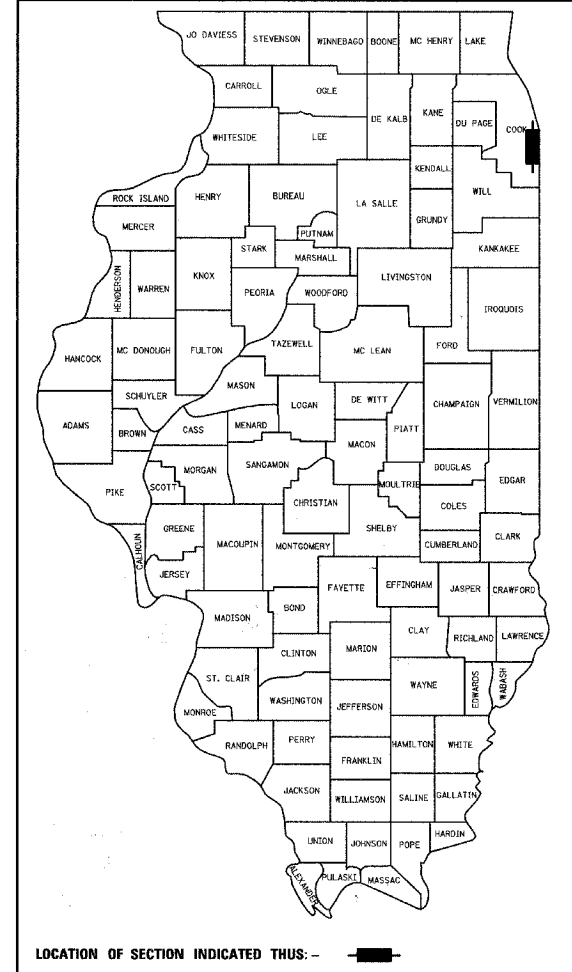 JO DAVIESS STEVENSON WINNEBAGO BOONE MC HENRY LAKE
CARROLL OGLE DE KALB KANE DU PAGE COOK
WHITESIDE LEE
KENDALL WILL
ROCK ISLAND HENRY BUREAU LA SALLE GRUNDY
MERCER PUTNAM
KANKAKEE
STARK MARSHALL
HENDERSON WARREN KNOX PEORIA WOODFORD LIVINGSTON
IROQUOIS
HANCOCK MC DONOUGH FULTON TAZEWELL MC LEAN FORD
MASON
SCHUYLER LOGAN DE WITT CHAMPAIGN VERMILION
ADAMS BROWN CASS MENARD PIATT
MACON
MORGAN SANGAMON DOUGLAS
PIKE SCOTT MOULTRIE EDGAR
CHRISTIAN COLES
GREENE SHELBY
CALHOUN MACOUPIN MONTGOMERY CUMBERLAND CLARK
JERSEY FAYETTE EFFINGHAM JASPER CRAWFORD
MADISON BOND
CLAY RICHLAND LAWRENCE
CLINTON MARION
ST. CLAIR WAYNE EDWARDS WABASH
WASHINGTON JEFFERSON
MONROE
RANDOLPH PERRY HAMILTON WHITE
FRANKLIN
JACKSON WILLIAMSON SALINE GALLATIN
UNION JOHNSON POPE HARDIN
ALEXANDER PULASKI MASSAC
LOCATION OF SECTION INDICATED THUS: -